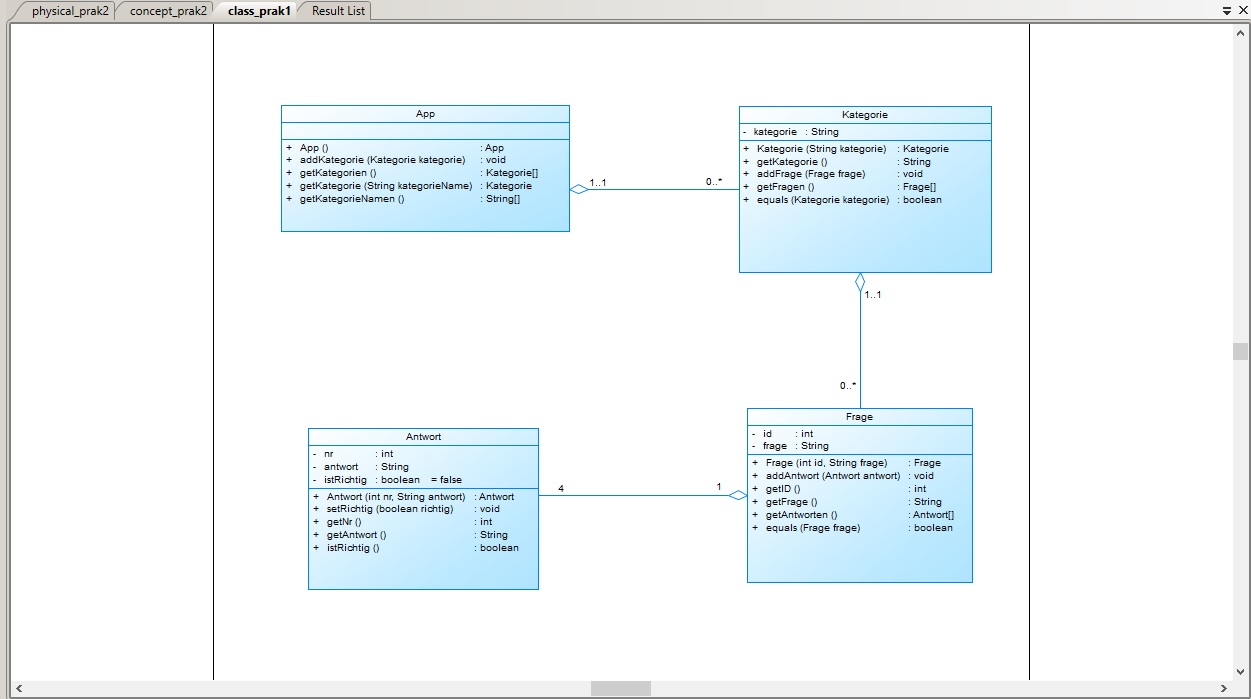 physical_prak2 concept_prak2 class_prak1 Result List
App
+ App () : App
+ addKategorie (Kategorie kategorie) : void
+ getKategorien () : Kategorie[]
+ getKategorie (String kategorieName) : Kategorie
+ getKategorieNamen () : String[]
1..1
0..*
Kategorie
- kategorie : String
+ Kategorie (String kategorie) : Kategorie
+ getKategorie () : String
+ addFrage (Frage frage) : void
+ getFragen () : Frage[]
+ equals (Kategorie kategorie) : boolean
1..1
0..*
Antwort
- nr : int
- antwort : String
- istRichtig : boolean = false
+ Antwort (int nr, String antwort) : Antwort
+ setRichtig (boolean richtig) : void
+ getNr () : int
+ getAntwort () : String
+ istRichtig () : boolean
4
1
Frage
- id : int
- frage : String
+ Frage (int id, String frage) : Frage
+ addAntwort (Antwort antwort) : void
+ getID () : int
+ getFrage () : String
+ getAntworten () : Antwort[]
+ equals (Frage frage) : boolean